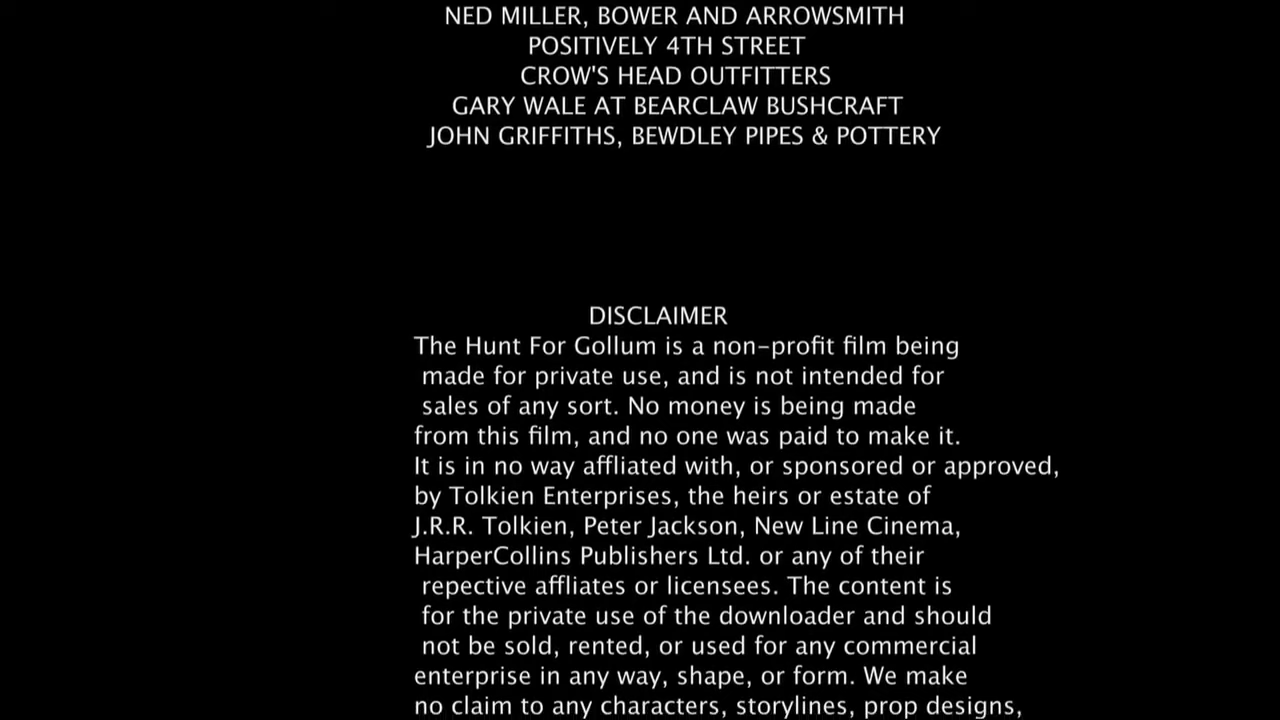 NED MILLER, BOWER AND ARROWSMITH
POSITIVELY 4TH STREET
CROW'S HEAD OUTFITTERS
GARY WALE AT BEARCLAW BUSHCRAFT
JOHN GRIFFITHS, BEWDLEY PIPES & POTTERY
DISCLAIMER
The Hunt For Gollum is a non-profit film being
made for private use, and is not intended for
sales of any sort. No money is being made
from this film, and no one was paid to make it.
It is in no way affliated with, or sponsored or approved,
by Tolkien Enterprises, the heirs or estate of
J.R.R. Tolkien, Peter Jackson, New Line Cinema,
HarperCollins Publishers Ltd. or any of their
repective affliates or licensees. The content is
for the private use of the downloader and should
not be sold, rented, or used for any commercial
enterprise in any way, shape, or form. We make
no claim to any characters, storylines, prop designs,